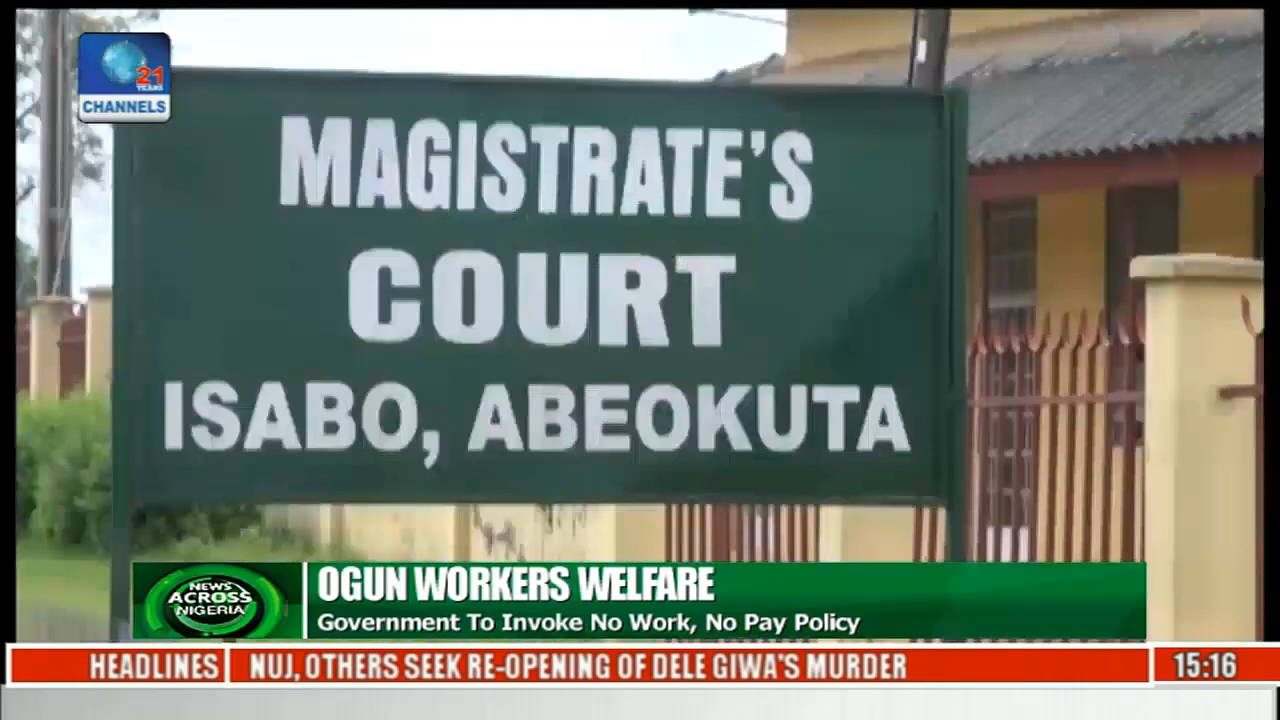 21
YEARS
CHANNELS
MAGISTRATE'S
COURT
ISABO, ABEOKUTA
NEWS
ACROSS
NIGERIA
OGUN WORKERS WELFARE
Government To Invoke No Work, No Pay Policy
HEADLINES NUJ, OTHERS SEEK RE-OPENING OF DELE GIWA'S MURDER 15:16